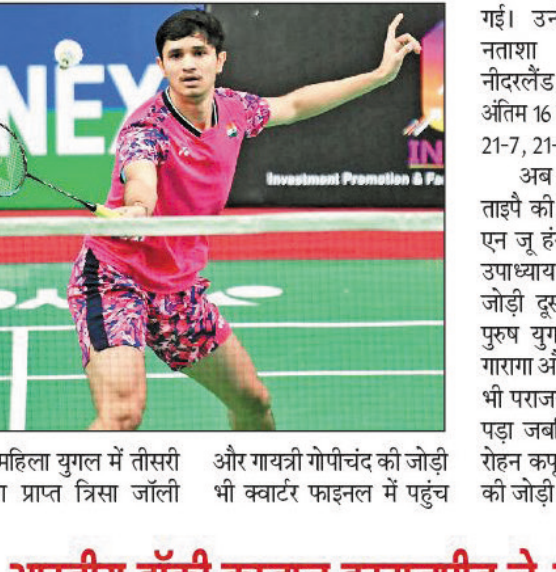 NEX
IN
Investment Promotion & Fa
महिला युगल में तीसरी
प्राप्त त्रिसा जॉली
और गायत्री गोपीचंद की जोड़ी
भी क्वार्टर फाइनल में पहुंच
गई। उन
नताशा
नीदरलैंड
अंतिम 16
21-7, 21-
अब
ताइपै की
एन जू हं
उपाध्याय
जोड़ी दूस
पुरुष युग
गारागा औ
भी पराज
पड़ा जबवि
रोहन कपू
की जोड़ी